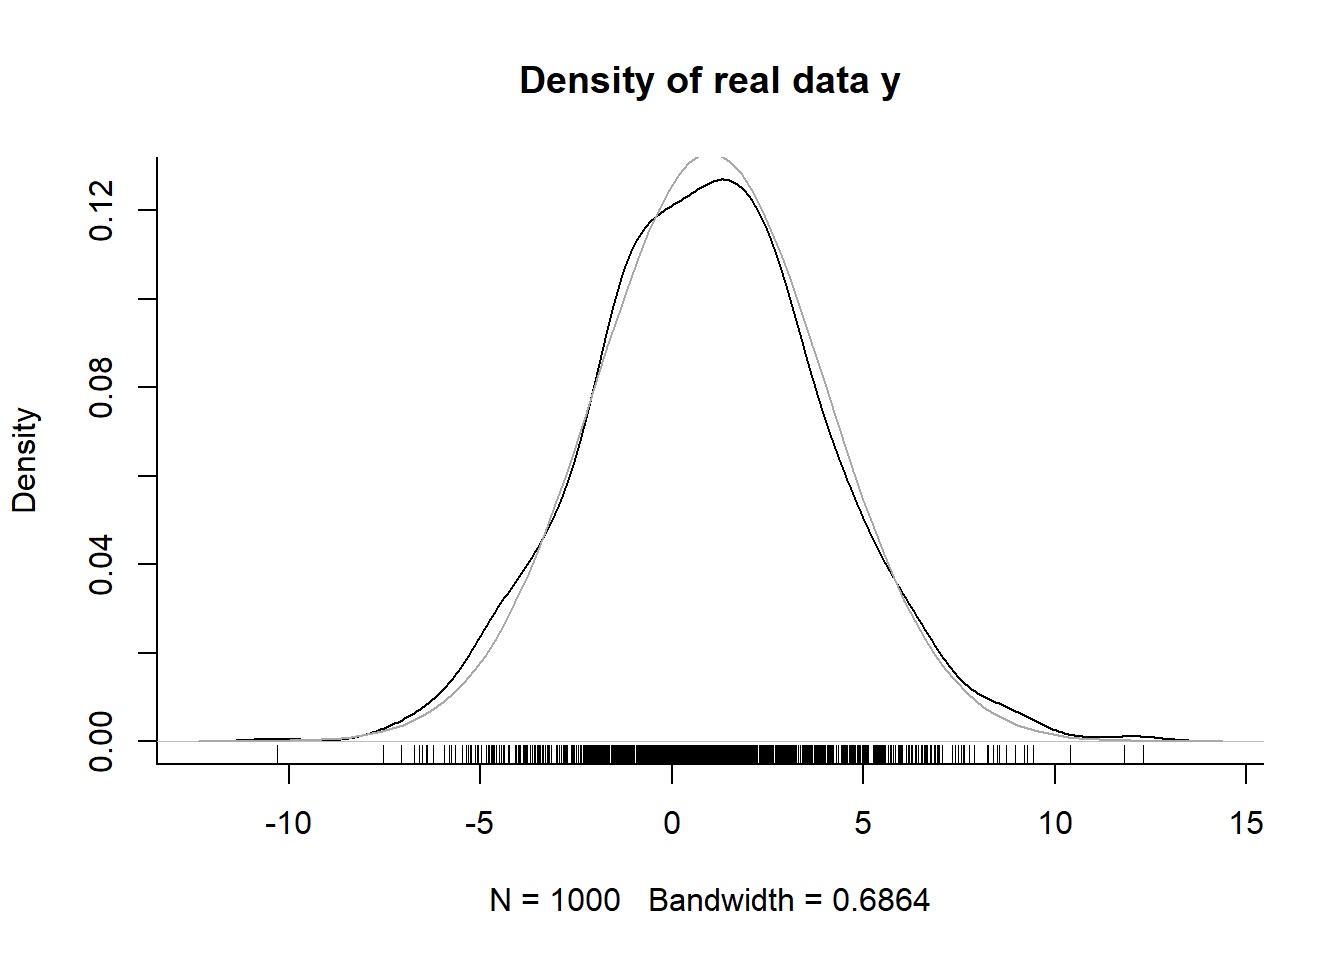 Density of real data y
Density
0.12
0.08
0.04
0.00
-10 -5 0 5 10 15
N = 1000 Bandwidth = 0.6864